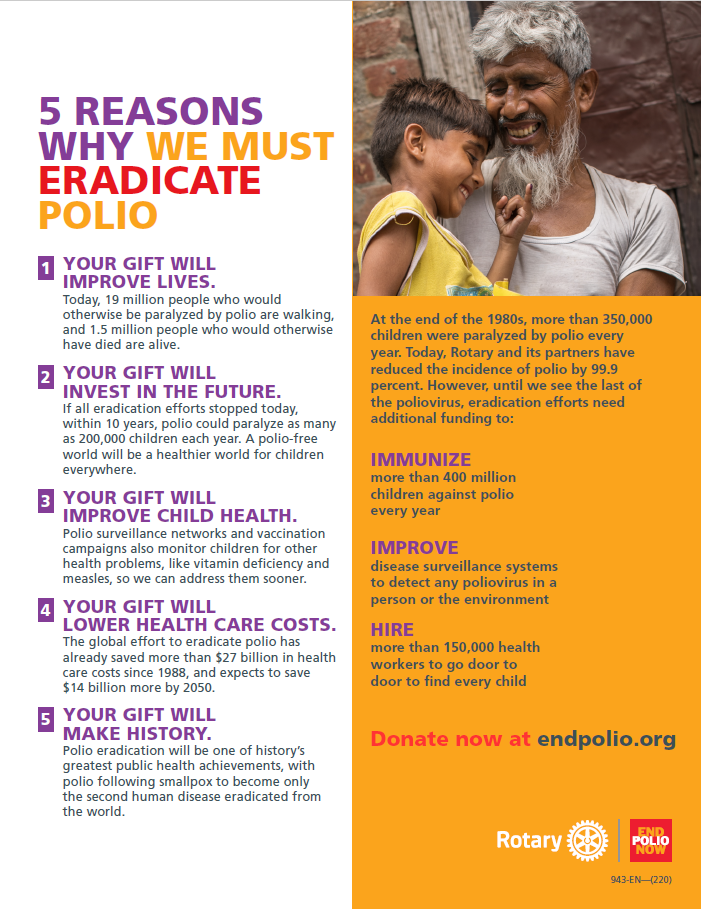 5 REASONS
WHY WE MUST
ERADICATE
POLIO
1 YOUR GIFT WILL
IMPROVE LIVES.
Today, 19 million people who would
otherwise be paralyzed by polio are walking,
and 1.5 million people who would otherwise
have died are alive.
2 YOUR GIFT WILL
INVEST IN THE FUTURE.
If all eradication efforts stopped today,
within 10 years, polio could paralyze as many
as 200,000 children each year. A polio-free
world will be a healthier world for children
everywhere.
3 YOUR GIFT WILL
IMPROVE CHILD HEALTH.
Polio surveillance networks and vaccination
campaigns also monitor children for other
health problems, like vitamin deficiency and
measles, so we can address them sooner.
4 YOUR GIFT WILL
LOWER HEALTH CARE COSTS.
The global effort to eradicate polio has
already saved more than $27 billion in health
care costs since 1988, and expects to save
$14 billion more by 2050.
5 YOUR GIFT WILL
MAKE HISTORY.
Polio eradication will be one of history's
greatest public health achievements, with
polio following smallpox to become only
the second human disease eradicated from
the world.
At the end of the 1980s, more than 350,000
children were paralyzed by polio every
year. Today, Rotary and its partners have
reduced the incidence of polio by 99.9
percent. However, until we see the last of
the poliovirus, eradication efforts need
additional funding to:
IMMUNIZE
more than 400 million
children against polio
every year
IMPROVE
disease surveillance systems
to detect any poliovirus in a
person or the environment
HIRE
more than 150,000 health
workers to go door to
door to find every child
Donate now at endpolio.org
Rotary
END
POLIO
NOW
943-EN—(220)